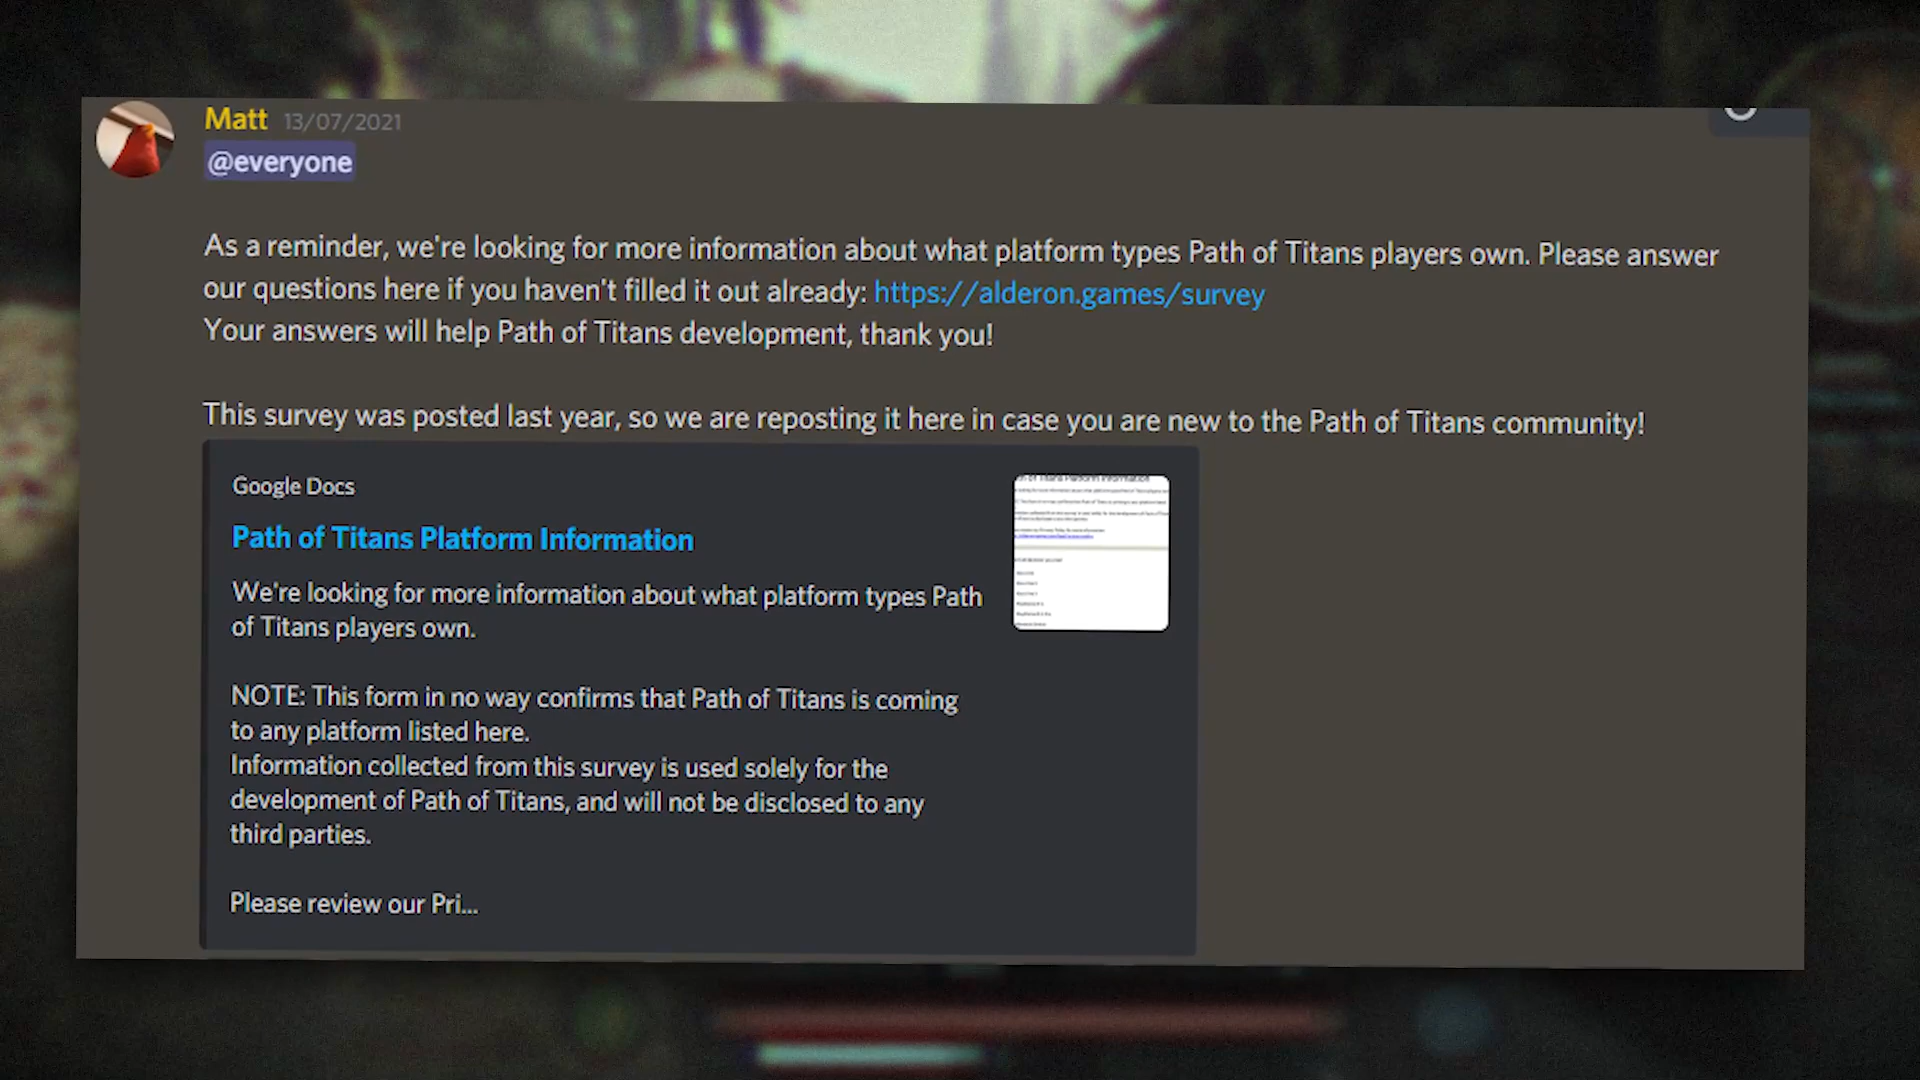 Matt 13/07/2021
@everyone
As a reminder, we're looking for more information about what platform types Path of Titans players own. Please answer
our questions here if you haven't filled it out already: https://alderon.games/survey
Your answers will help Path of Titans development, thank you!
This survey was posted last year, so we are reposting it here in case you are new to the Path of Titans community!
Google Docs
Path of Titans Platform Information
We're looking for more information about what platform types Path
of Titans players own.
NOTE: This form in no way confirms that Path of Titans is coming
to any platform listed here.
Information collected from this survey is used solely for the
development of Path of Titans, and will not be disclosed to any
third parties.
Please review our Pri...